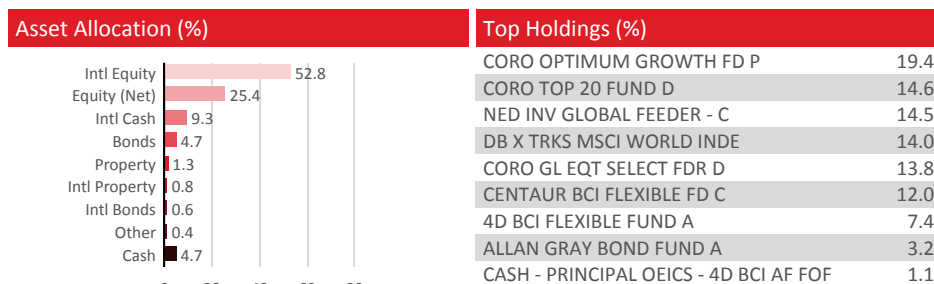 Asset Allocation (%)
Intl Equity 52.8
Equity (Net) 25.4
Intl Cash 9.3
Bonds 4.7
Property 1.3
Intl Property 0.8
Intl Bonds 0.6
Other 0.4
Cash 4.7
Top Holdings (%)
CORO OPTIMUM GROWTH FD P 19.4
CORO TOP 20 FUND D 14.6
NED INV GLOBAL FEEDER - C 14.5
DB X TRKS MSCI WORLD INDE 14.0
CORO GL EQT SELECT FDR D 13.8
CENTAUR BCI FLEXIBLE FD C 12.0
4D BCI FLEXIBLE FUND A 7.4
ALLAN GRAY BOND FUND A 3.2
CASH - PRINCIPAL OEICS - 4D BCI AF FOF 1.1